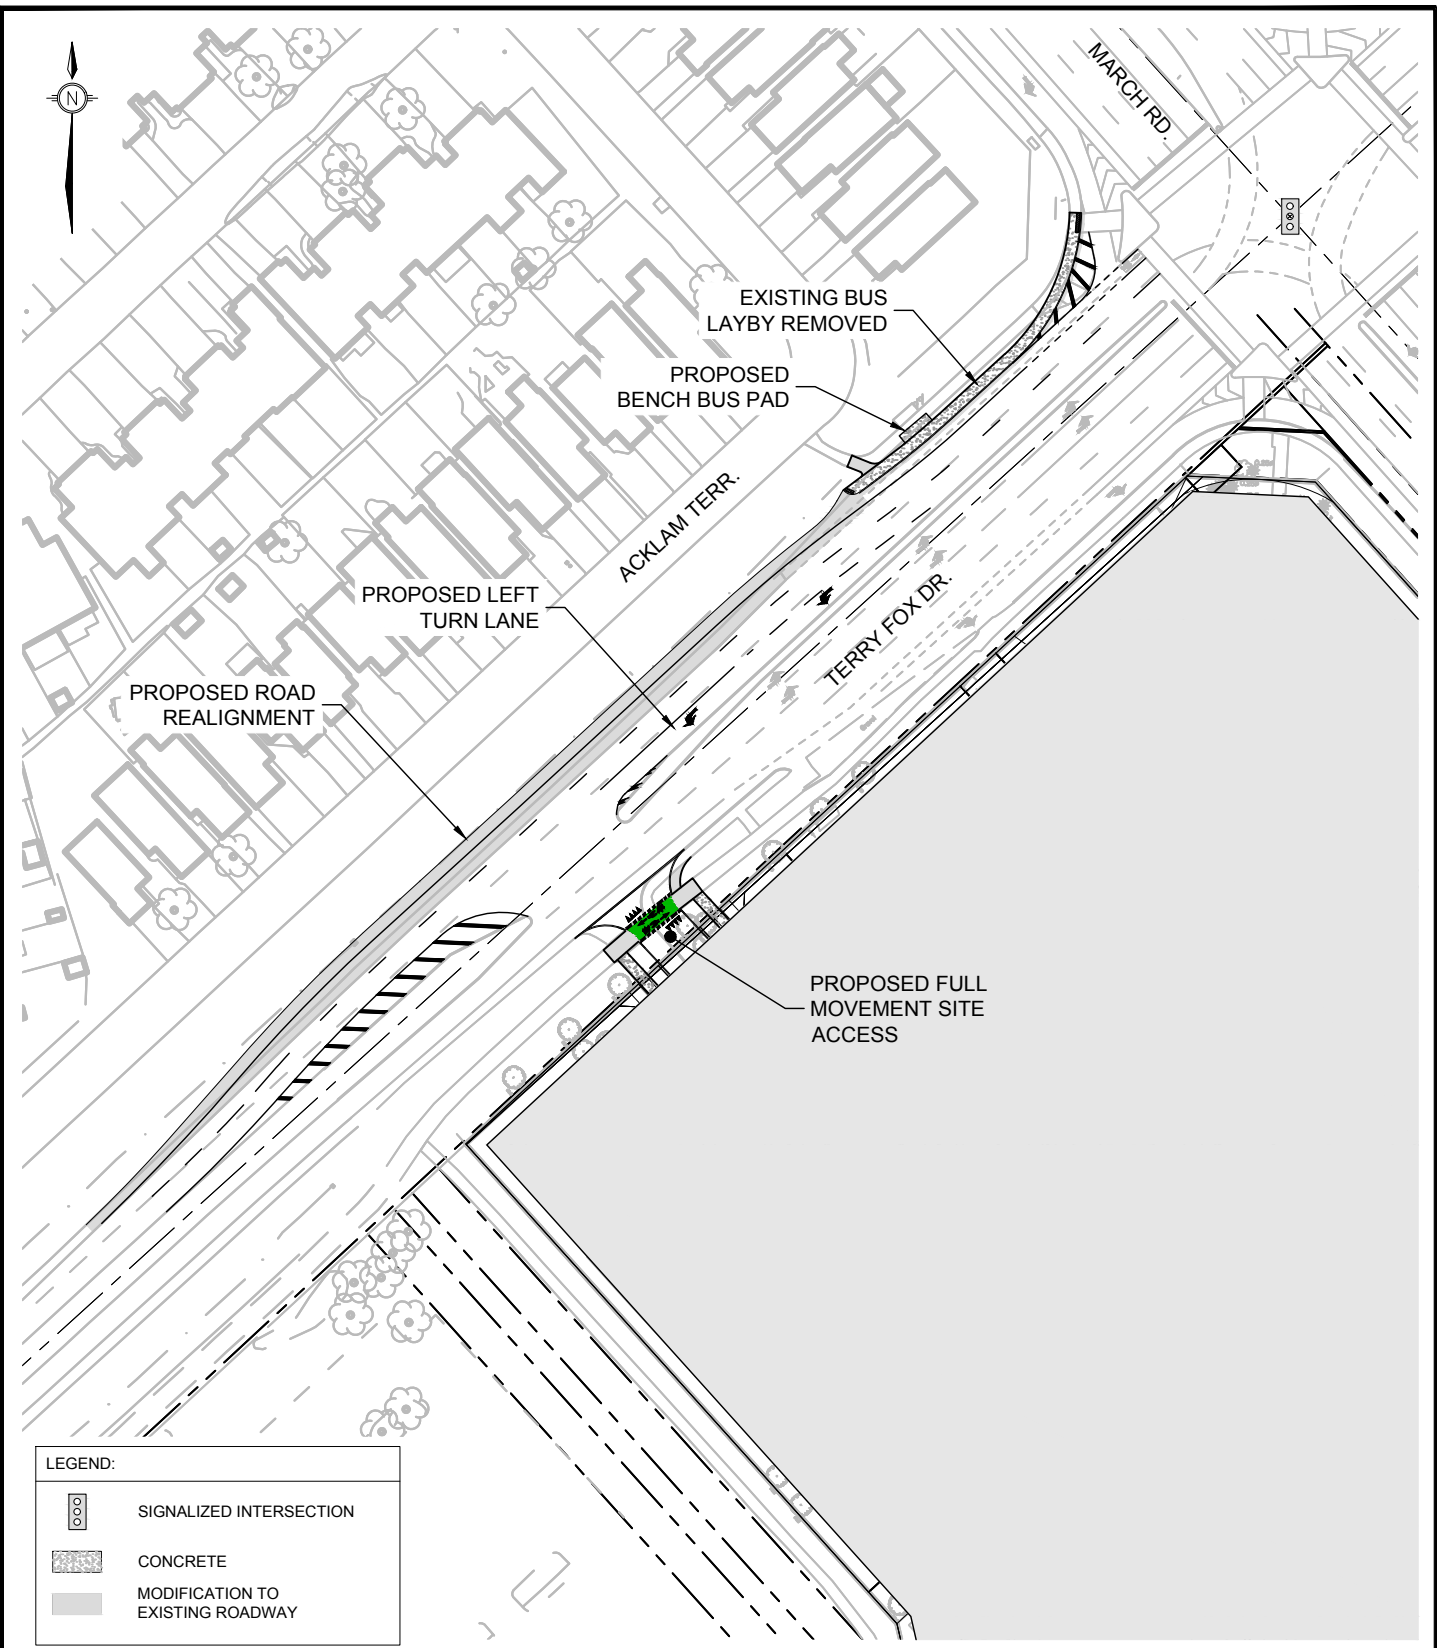 N
MARCH RD.
EXISTING BUS
LAYBY REMOVED
PROPOSED
BENCH BUS PAD
ACKLAM TERR.
PROPOSED LEFT
TURN LANE
TERRY FOX DR.
PROPOSED ROAD
REALIGNMENT
PROPOSED FULL
MOVEMENT SITE
ACCESS
LEGEND:
SIGNALIZED INTERSECTION
CONCRETE
MODIFICATION TO
EXISTING ROADWAY